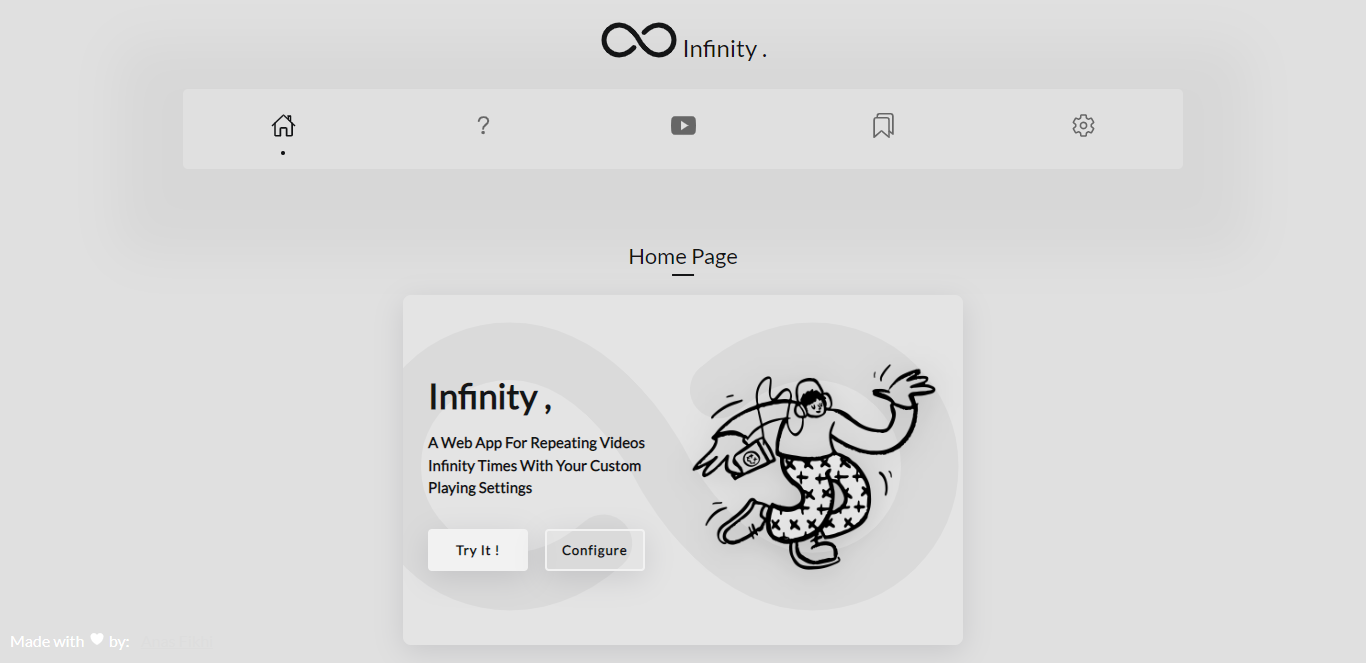 Infinity .
?
Home Page
Infinity ,
A Web App For Repeating Videos
Infinity Times With Your Custom
Playing Settings
Try It !
Configure
Made with ♥ by: